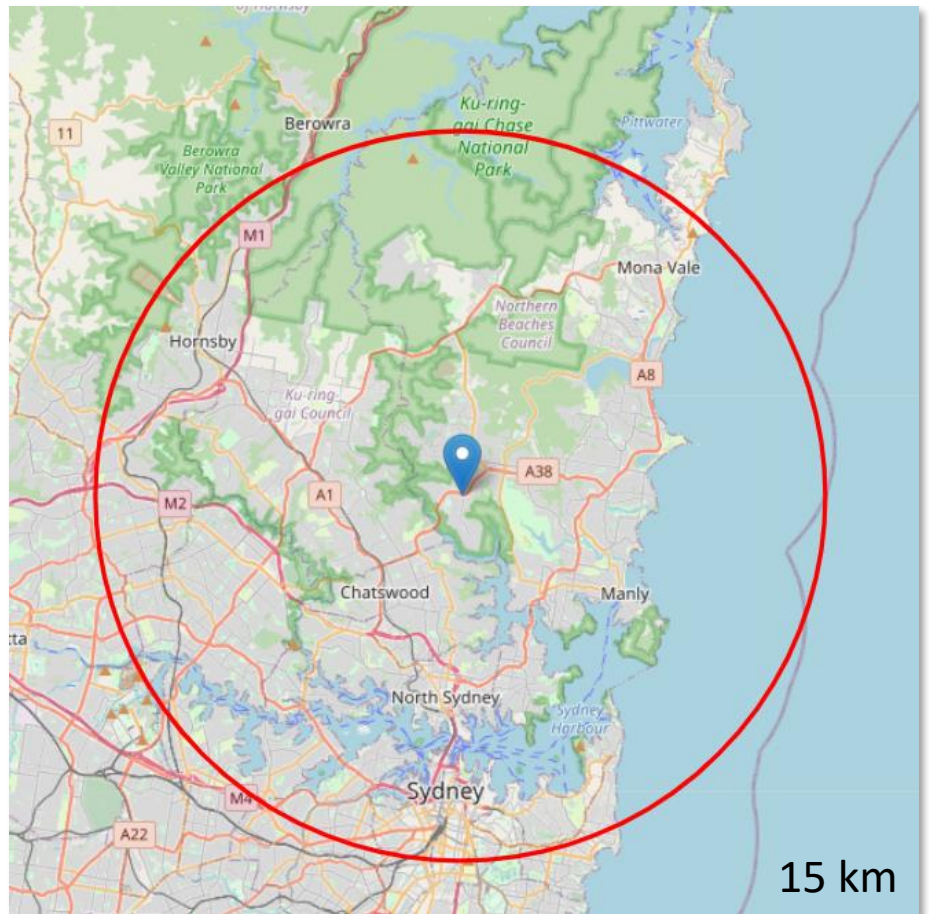 of Hornsby
11
Berowra
Ku-ring-
gai Chase
National
Park
Pittwater
Berowra
Valley National
Park
M1
Mona Vale
Northern
Beaches
Council
Hornsby
A8
Ku-ring-
gai Council
A38
A1
M2
Chatswood
Manly
tta
North Sydney
Sydney
Harbour
Sydney
M4
A22
15 km